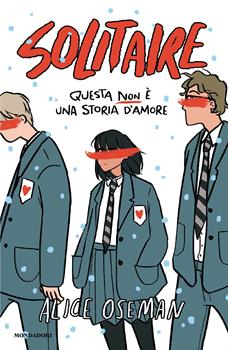 SOLITAIRE
QUESTA NON È
UNA STORIA D'AMORE
ALICE OSEMAN
MONDADORI